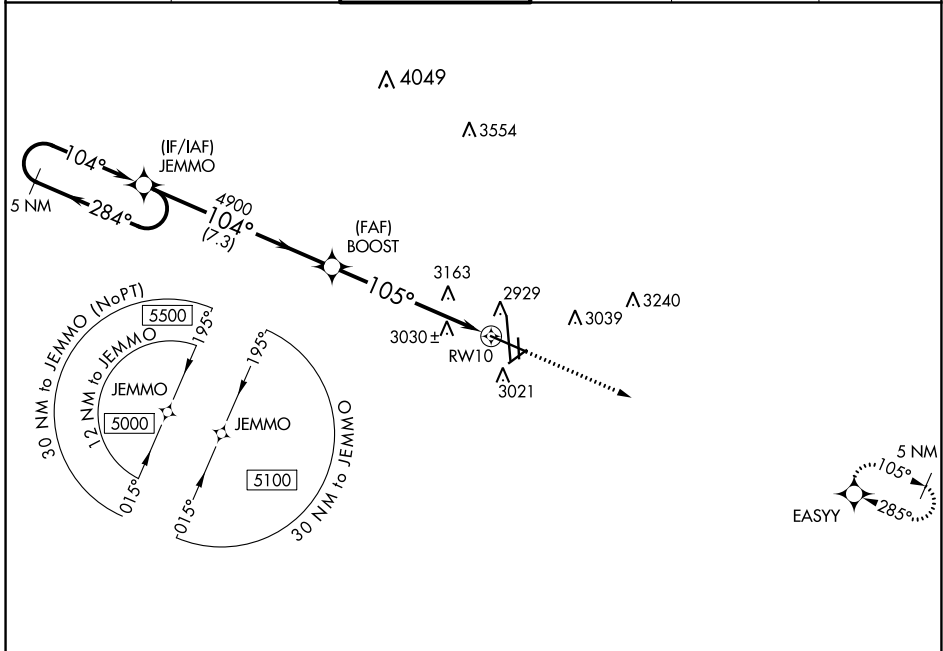 4049
3554
(IF/IAF)
JEMMO
104°
5 NM
284°
4900
104°
(7.3)
(FAF)
BOOST
105°
3163
2929
3240
3039
3030±
RW10
3021
30 NM to JEMMO (NoPT)
5500
195°
12 NM to JEMMO
JEMMO
5000
015°
195°
JEMMO
5100
015°
30 NM to JEMMO
5 NM
105°
285°
EASYY